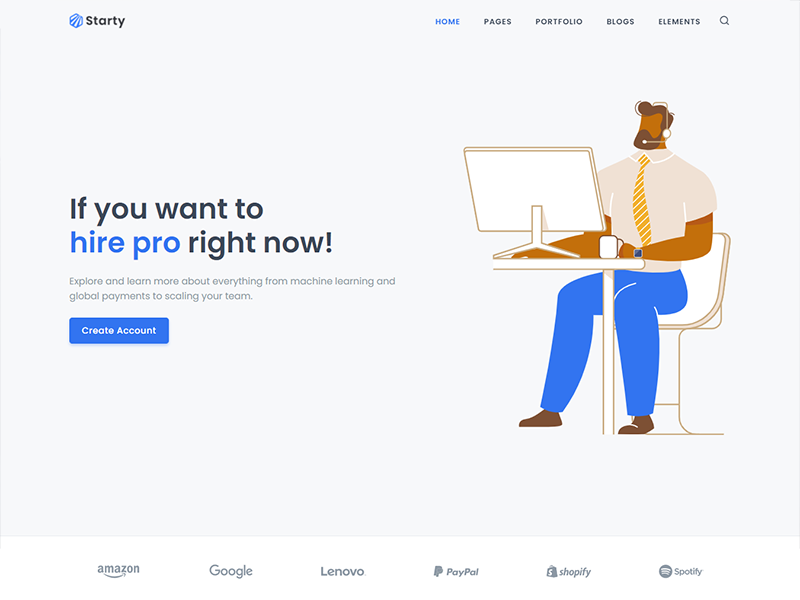 Starty
HOME PAGES PORTFOLIO BLOGS ELEMENTS
If you want to
hire pro right now!
Explore and learn more about everything from machine learning and
global payments to scaling your team.
Create Account
amazon Google Lenovo PayPal shopify Spotify